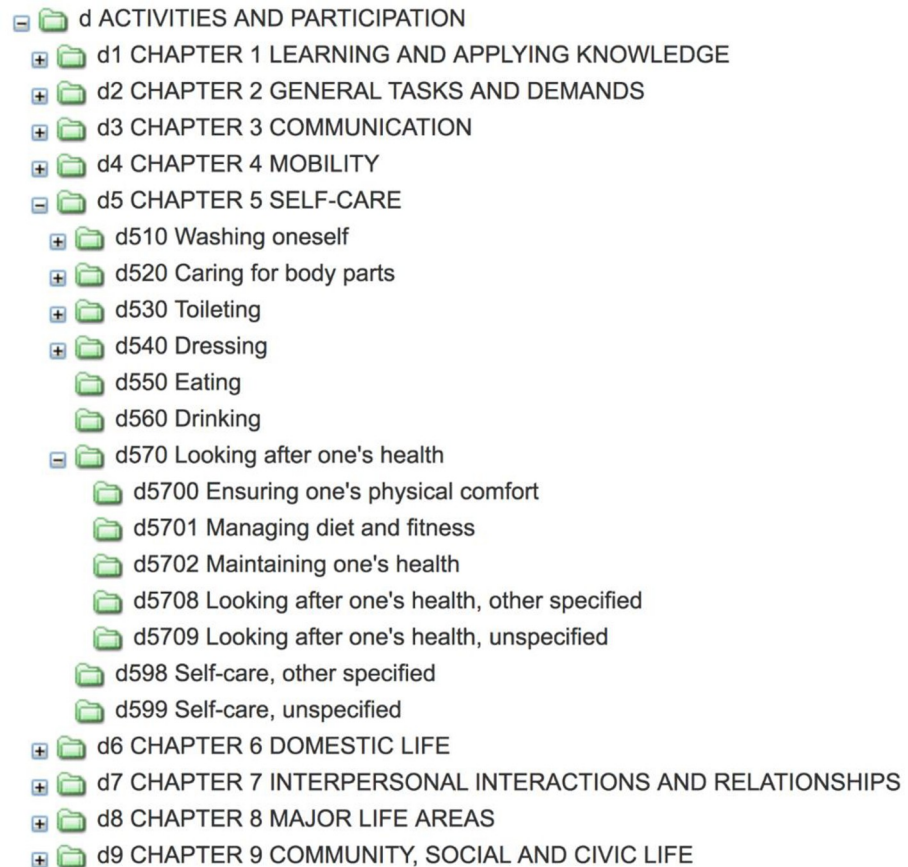 d ACTIVITIES AND PARTICIPATION
d1 CHAPTER 1 LEARNING AND APPLYING KNOWLEDGE
d2 CHAPTER 2 GENERAL TASKS AND DEMANDS
d3 CHAPTER 3 COMMUNICATION
d4 CHAPTER 4 MOBILITY
d5 CHAPTER 5 SELF-CARE
d510 Washing oneself
d520 Caring for body parts
d530 Toileting
d540 Dressing
d550 Eating
d560 Drinking
d570 Looking after one's health
d5700 Ensuring one's physical comfort
d5701 Managing diet and fitness
d5702 Maintaining one's health
d5708 Looking after one's health, other specified
d5709 Looking after one's health, unspecified
d598 Self-care, other specified
d599 Self-care, unspecified
d6 CHAPTER 6 DOMESTIC LIFE
d7 CHAPTER 7 INTERPERSONAL INTERACTIONS AND RELATIONSHIPS
d8 CHAPTER 8 MAJOR LIFE AREAS
d9 CHAPTER 9 COMMUNITY, SOCIAL AND CIVIC LIFE